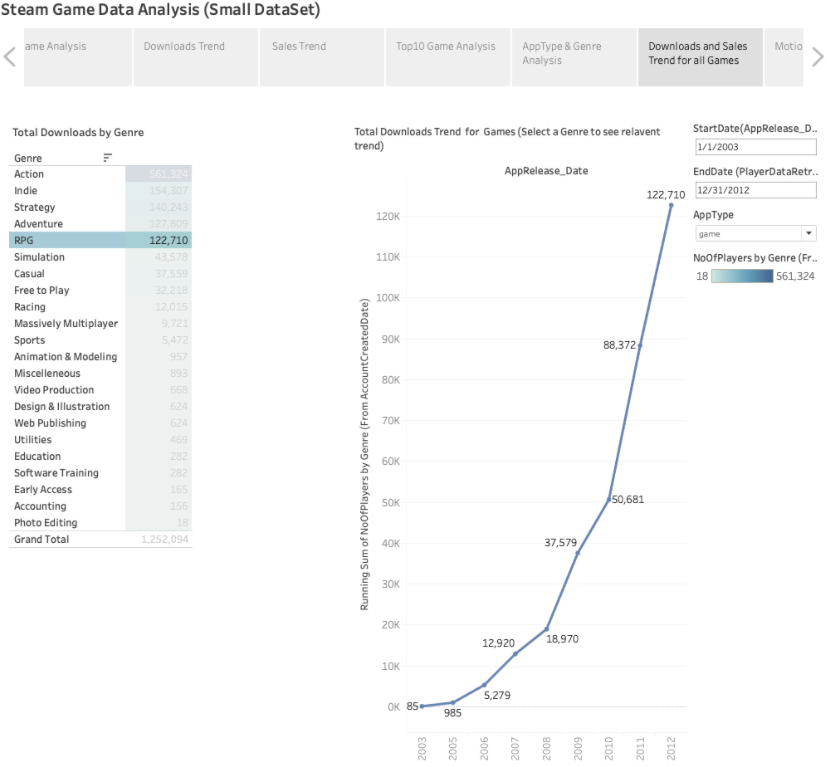 Steam Game Data Analysis (Small DataSet)
ame Analysis
Downloads Trend
Sales Trend
Top10 Game Analysis
AppType & Genre
Analysis
Downloads and Sales
Trend for all Games
Motio
Total Downloads by Genre
Genre
Action 561,324
Indie 154,307
Strategy 140,243
Adventure 127,809
RPG 122,710
Simulation 43,578
Casual 37,559
Free to Play 32,218
Racing 12,015
Massively Multiplayer 9,721
Sports 5,472
Animation & Modeling 957
Miscelleneous 893
Video Production 668
Design & Illustration 624
Web Publishing 624
Utilities 469
Education 282
Software Training 282
Early Access 165
Accounting 156
Photo Editing 18
Grand Total 1,252,094
Total Downloads Trend for Games (Select a Genre to see relavent
trend)
AppRelease_Date
Running Sum of NoOfPlayers by Genre (From AccountCreatedDate)
120K
110K
100K
90K
80K
70K
60K
50K
40K
30K
20K
10K
0K
122,710
88,372
50,681
37,579
18,970
12,920
5,279
985
85
2003
2005
2006
2007
2008
2009
2010
2011
2012
StartDate(AppRelease_D..
1/1/2003
EndDate (PlayerDataRetr..
12/31/2012
AppType
game
NoOfPlayers by Genre (Fr..
18 561,324